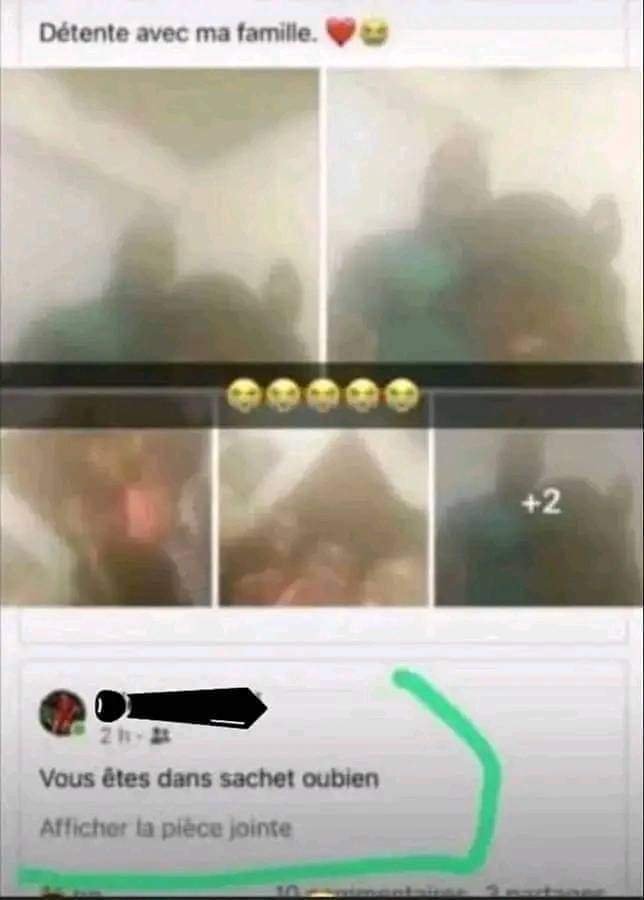 Détente avec ma famille. ❤️😂
😂😂😂😂😂
+2
2 h
Vous êtes dans sachet oubien
Afficher la pièce jointe
10 commentaires 2 partages